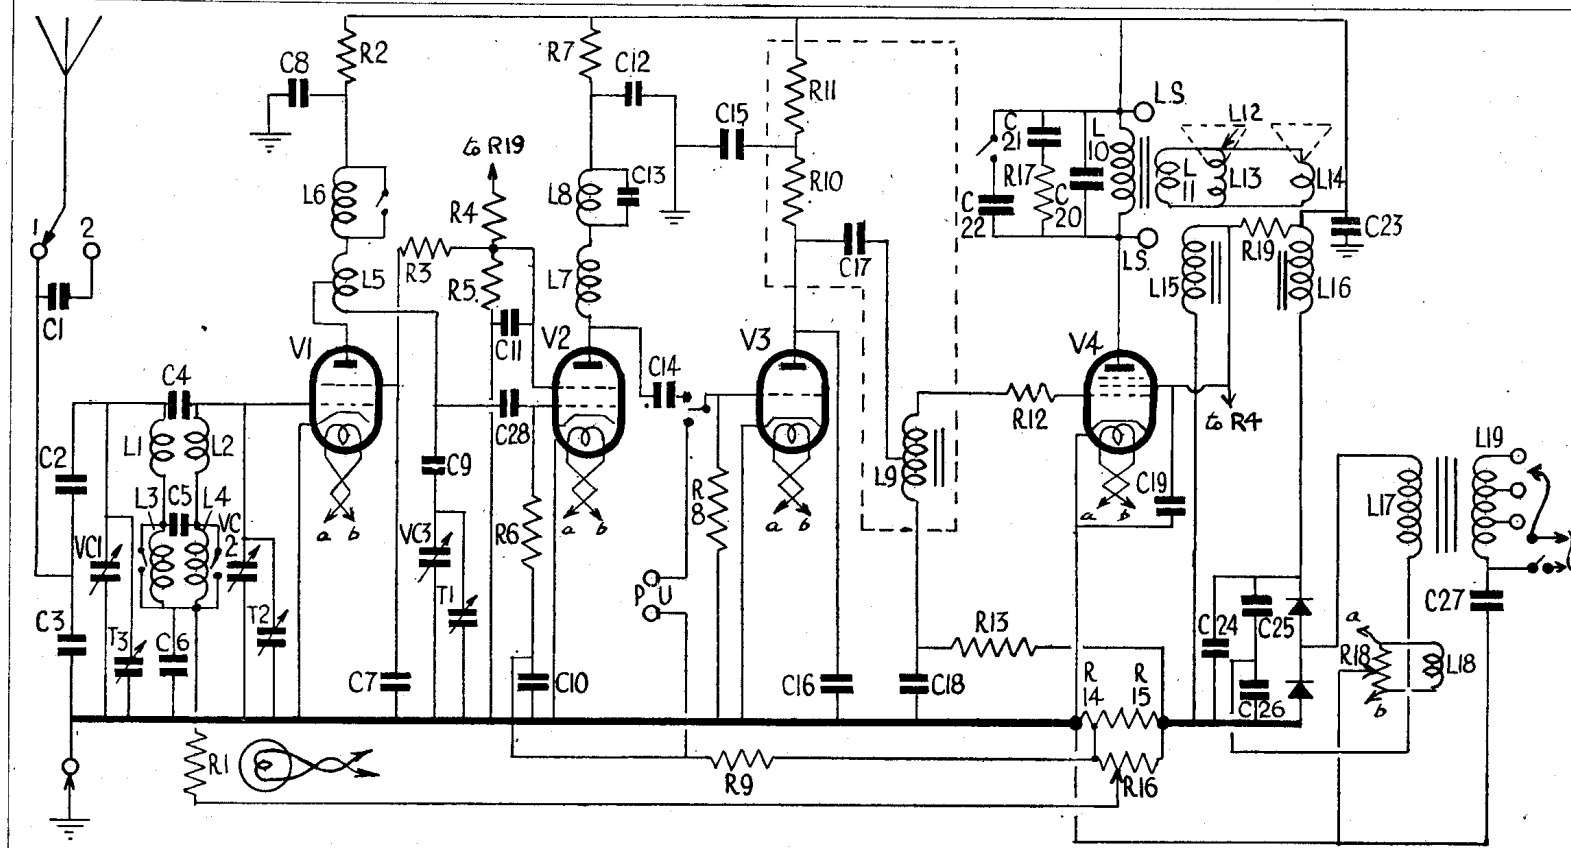 R2
R7
C8
C12
R11
C15
L.S.
L12
C
21
L
10
to R19
L6
L8
C13
R10
R17
L
11
L13
L14
1
2
R4
C
22
C
20
C23
R3
C17
LS.
R19
C1
L5
R5
L7
L15
L16
V1
C11
V2
V3
V4
C4
C14
R12
to R4
L1
L2
C28
L19
C2
C9
L9
C19
L17
L3
C5
L4
R
8
VC1
VC
2
a b
VC3
R6
a b
a b
a b
P U
C3
T3
C6
T2
T1
R13
C24
C25
C27
a
R18
L18
b
C7
C10
C16
C18
R
14
R
15
C26
R1
R9
R16